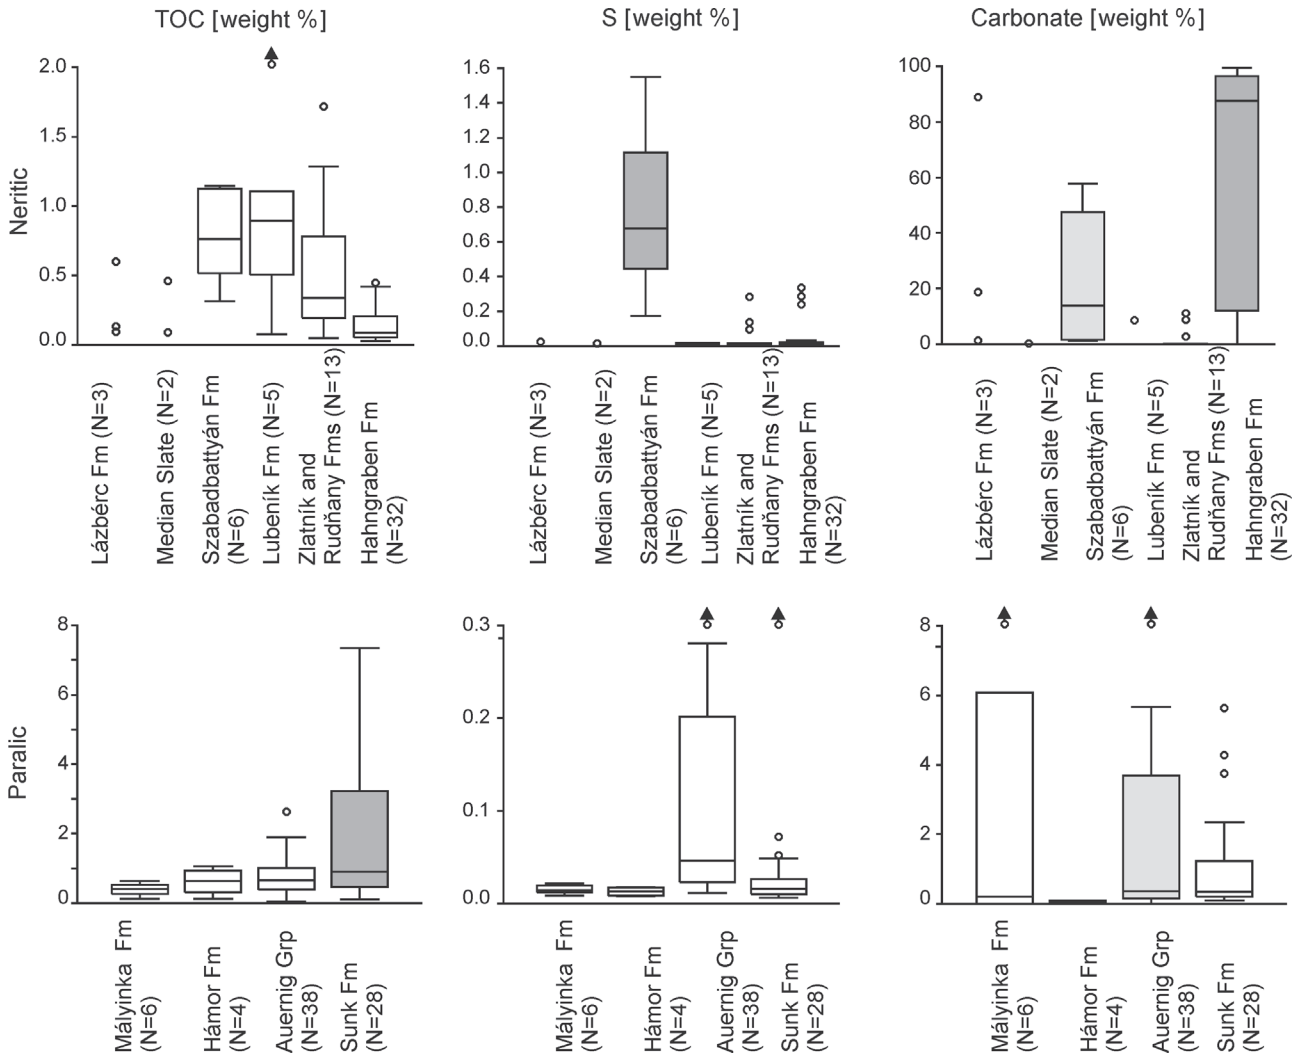 TOC [weight %]
S [weight %]
Carbonate [weight %]
Neritic
2.0
1.5
1.0
0.5
0.0
Lázbérc Fm (N=3)
Median Slate (N=2)
Szabadbattyán Fm
(N=6)
Lubeník Fm (N=5)
Zlatník and
Rudňany Fms (N=13)
Hahngraben Fm
(N=32)
1.6
1.4
1.2
1.0
0.8
0.6
0.4
0.2
0.0
Lázbérc Fm (N=3)
Median Slate (N=2)
Szabadbattyán Fm
(N=6)
Lubeník Fm (N=5)
Zlatník and
Rudňany Fms (N=13)
Hahngraben Fm
(N=32)
100
80
60
40
20
0
Lázbérc Fm (N=3)
Median Slate (N=2)
Szabadbattyán Fm
(N=6)
Lubeník Fm (N=5)
Zlatník and
Rudňany Fms (N=13)
Hahngraben Fm
(N=32)
Paralic
8
6
4
2
0
Mályinka Fm
(N=6)
Hámor Fm
(N=4)
Auernig Grp
(N=38)
Sunk Fm
(N=28)
0.3
0.2
0.1
0.0
Mályinka Fm
(N=6)
Hámor Fm
(N=4)
Auernig Grp
(N=38)
Sunk Fm
(N=28)
8
6
4
2
0
Mályinka Fm
(N=6)
Hámor Fm
(N=4)
Auernig Grp
(N=38)
Sunk Fm
(N=28)